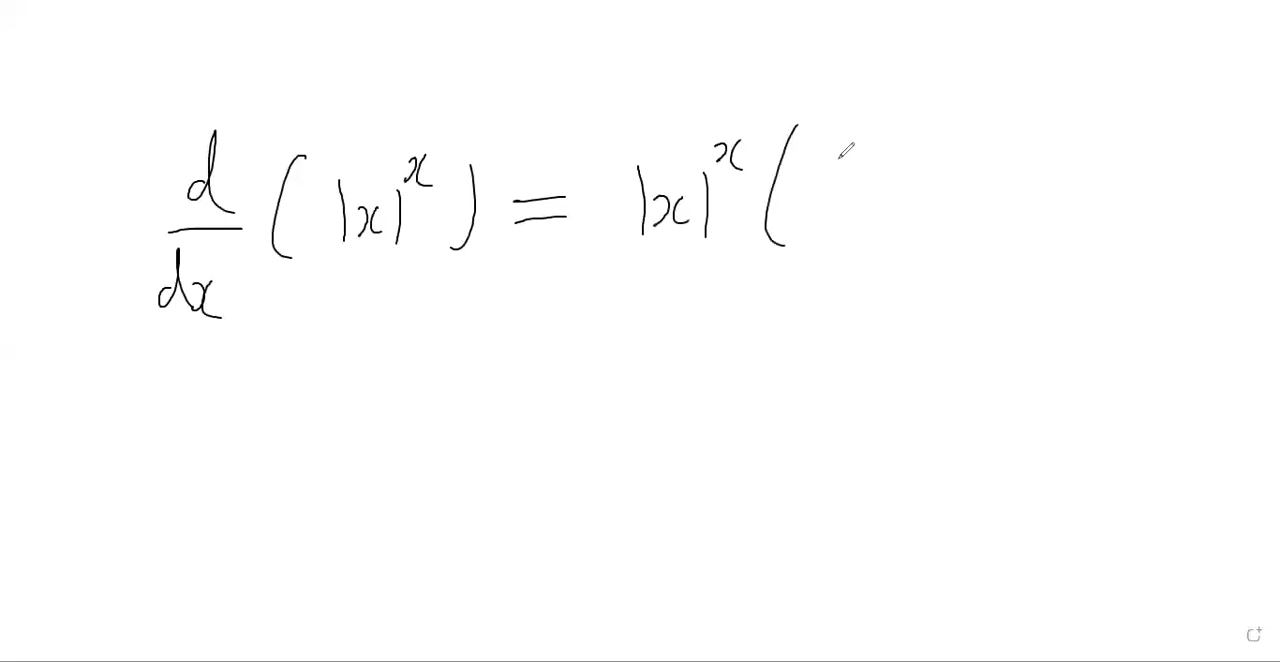 d/dx ( |x|^x ) = |x|^x (